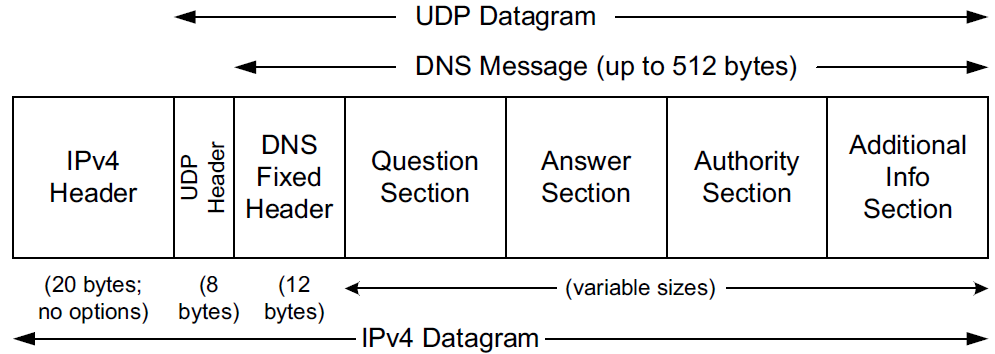 UDP Datagram
DNS Message (up to 512 bytes)
IPv4
Header
UDP
Header
DNS
Fixed
Header
Question
Section
Answer
Section
Authority
Section
Additional
Info
Section
(20 bytes;
no options)
(8
bytes)
(12
bytes)
(variable sizes)
IPv4 Datagram